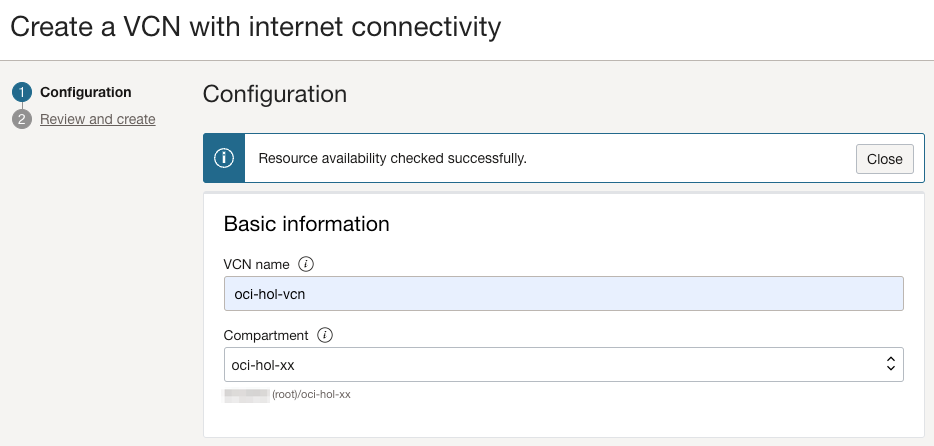 Create a VCN with internet connectivity
1 Configuration
2 Review and create
Configuration
Resource availability checked successfully.
Close
Basic information
VCN name
oci-hol-vcn
Compartment
oci-hol-xx
(root)/oci-hol-xx